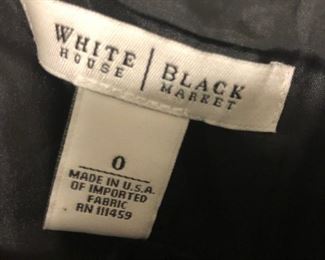 WHITE HOUSE | BLACK MARKET
0
MADE IN U.S.A.
OF IMPORTED
FABRIC
RN 111459